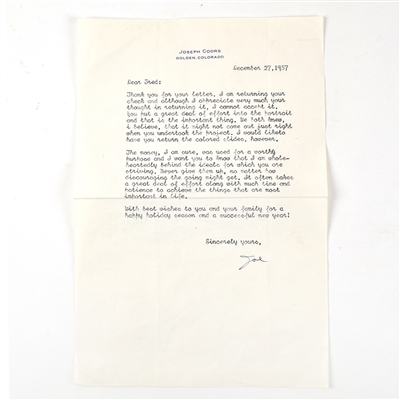 JOSEPH COORS
GOLDEN, COLORADO
December 27, 1957
Dear Fred:
Thank you for your letter. I am returning your
check and although I appreciate very much your
thought in returning it, I cannot accept it.
You put a great deal of effort into the portrait
and that is the important thing. We both knew,
I believe, that it might not come out just right
when you undertook the project. I would liketo
have you return the colored slides, however.
The money, I am sure, was used for a worthy
purpose and I want you to know that I am whole-
heartedly behind the ideals for which you are
striving. Never give them up, no matter how
discouraging the going might get. It often takes
a great deal of effort along with much time and
patience to achieve the things that are most
important in life.
With best wishes to you and your family for a
happy holiday season and a successful new year!
Sincerely yours,
Joe